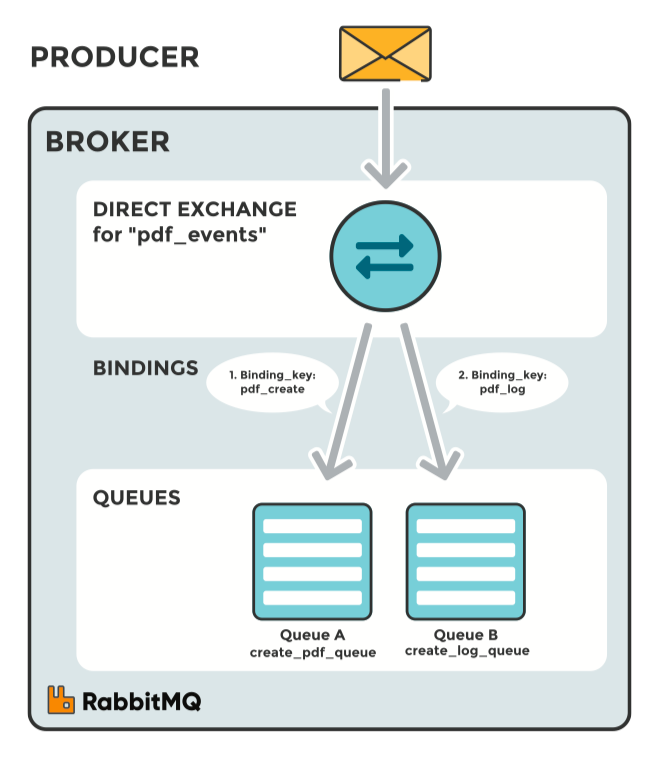 PRODUCER
BROKER
DIRECT EXCHANGE
for "pdf_events"
BINDINGS
1. Binding_key:
pdf_create
2. Binding_key:
pdf_log
QUEUES
Queue A
create_pdf_queue
Queue B
create_log_queue
RabbitMQ